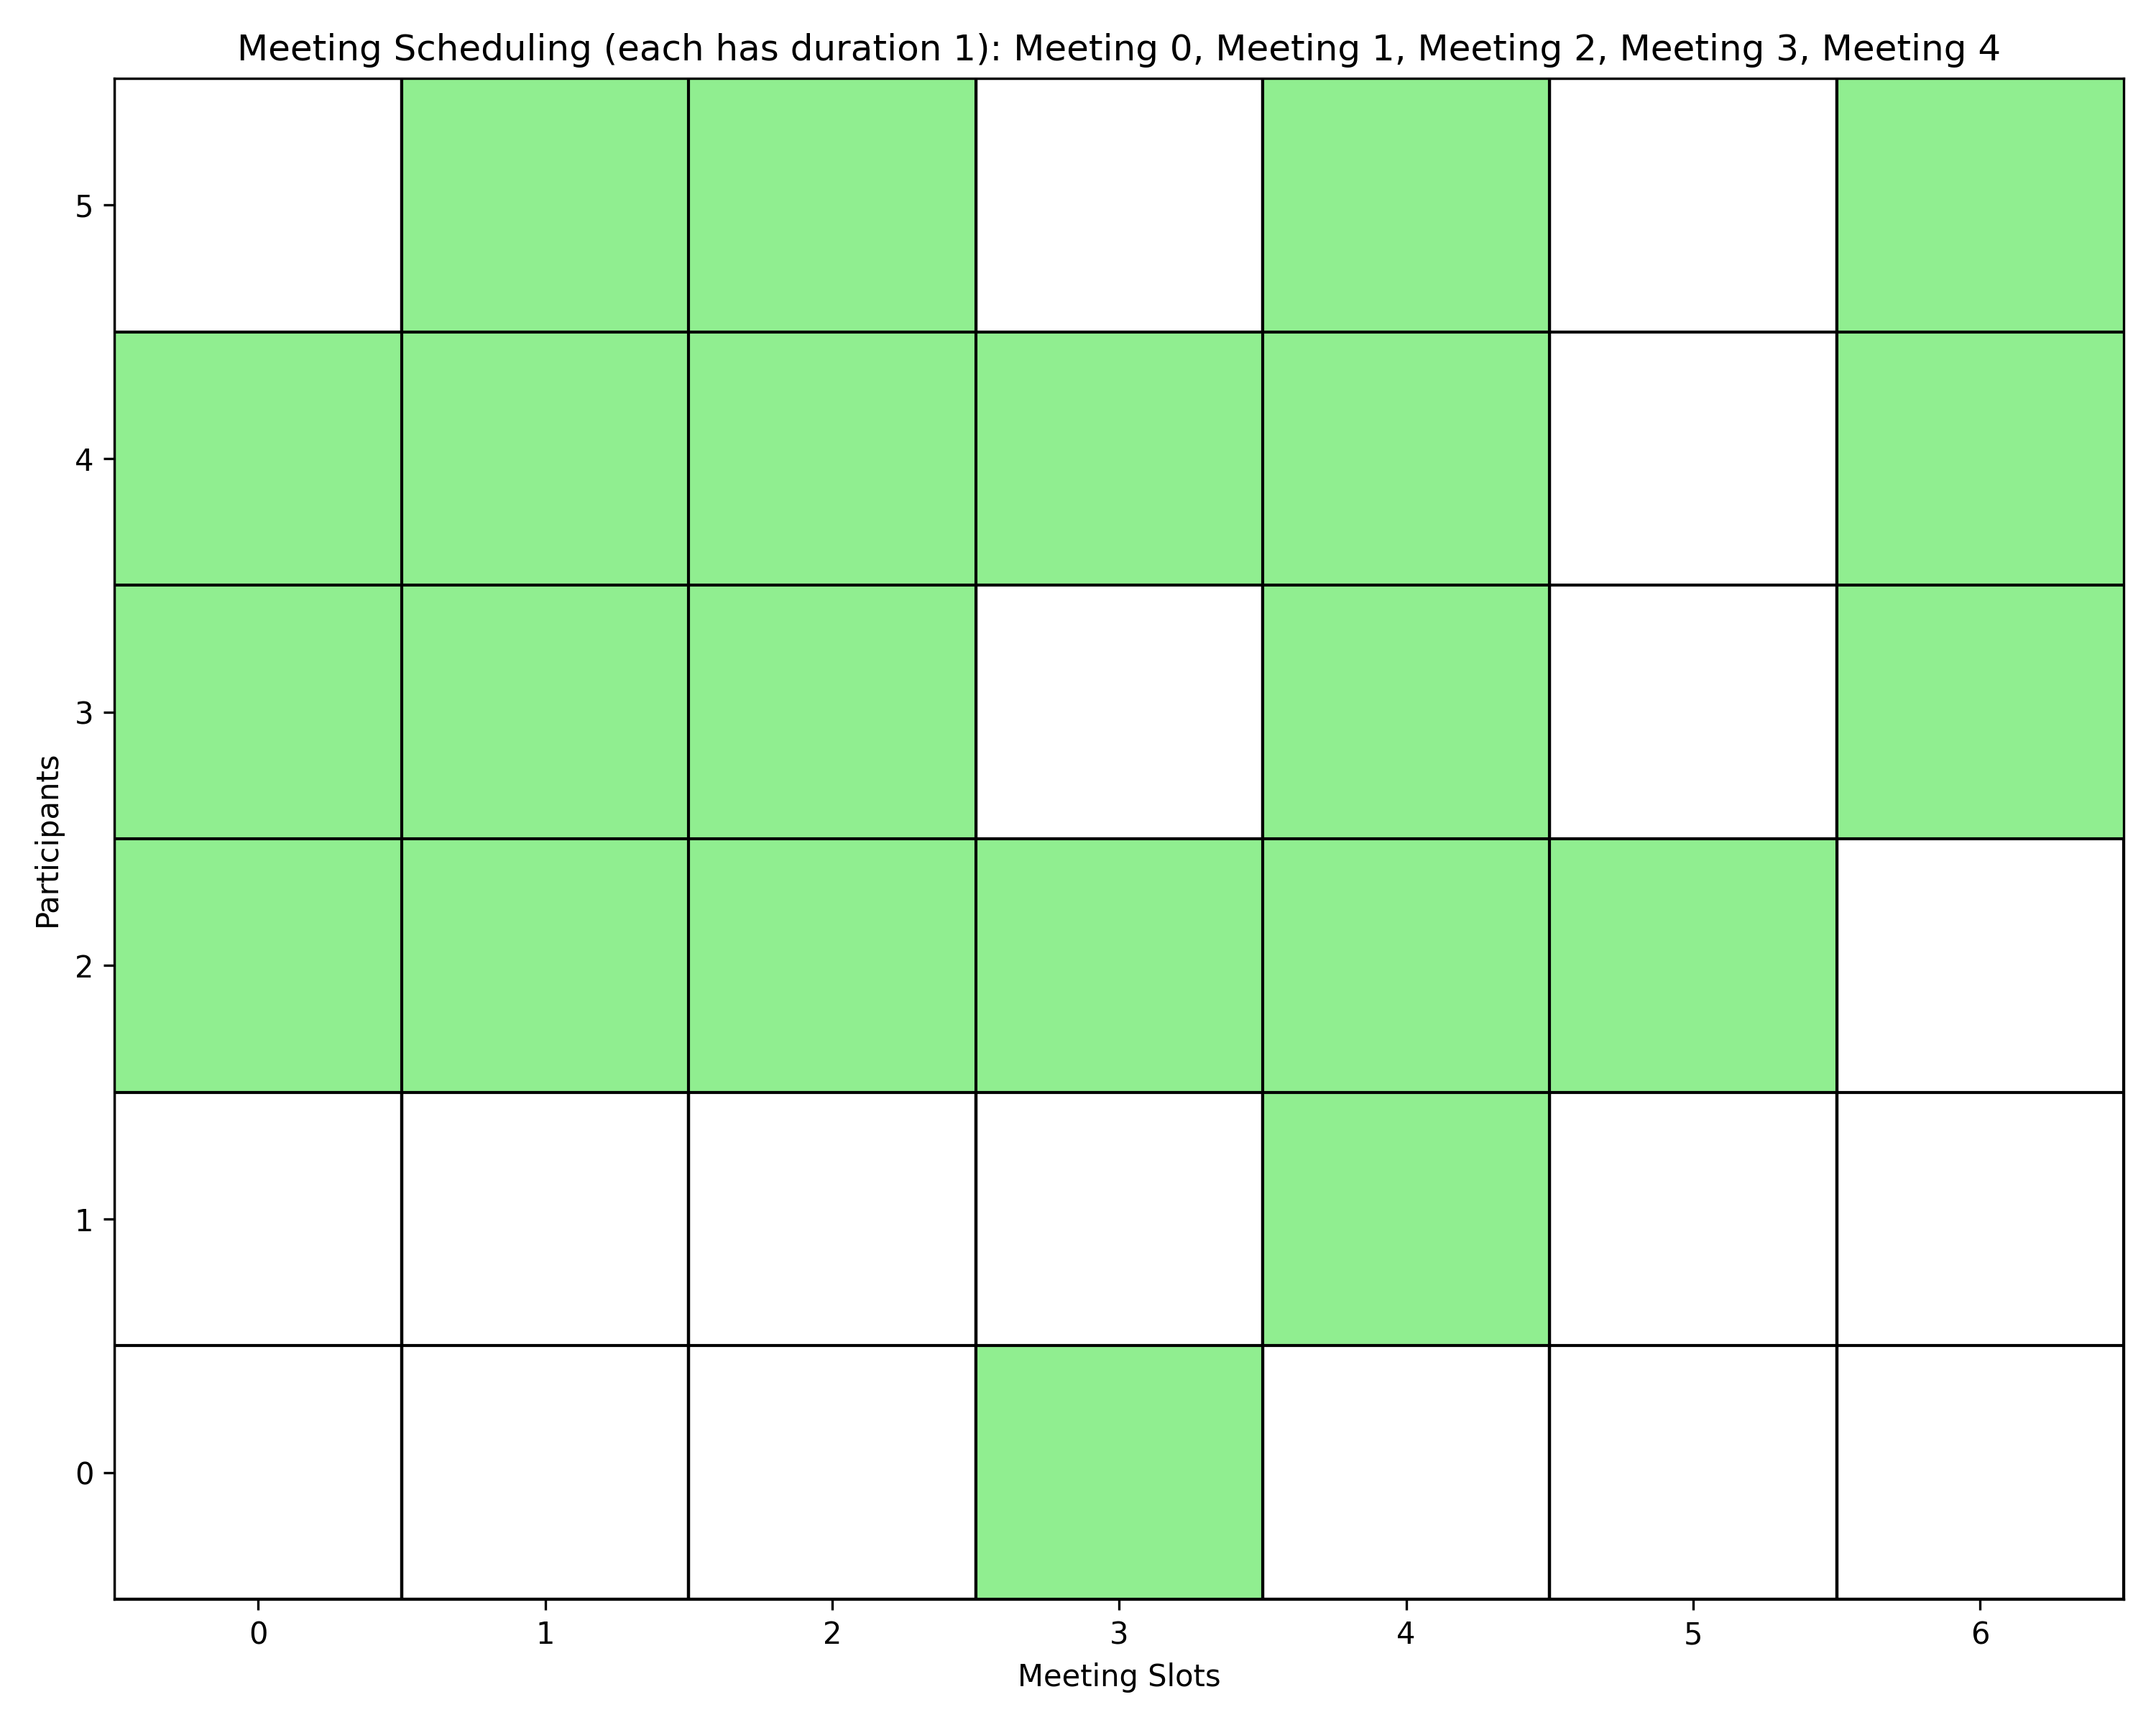 Meeting Scheduling (each has duration 1): Meeting 0, Meeting 1, Meeting 2, Meeting 3, Meeting 4
Participants
5
4
3
2
1
0
0 1 2 3 4 5 6
Meeting Slots